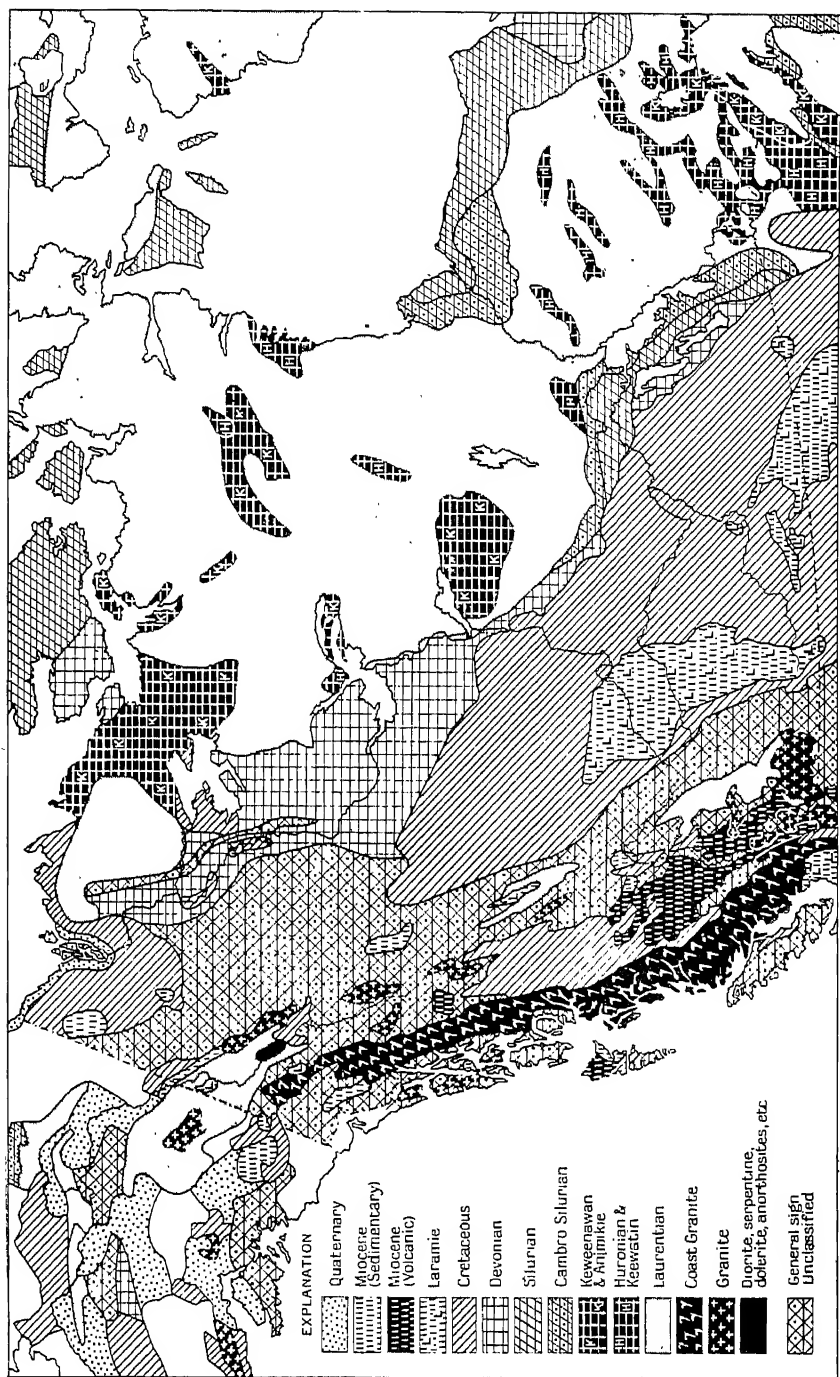 EXPLANATION
Quaternary
Miocene
(Sedimentary)
Miocene
(Volcanic)
Laramie
Cretaceous
Devonian
Silurian
Cambro Silurian
Keweenawan
& Animikie
Huronian &
Keewatin
Laurentian
Coast Granite
Granite
Diorite, serpentine,
dolerite, anorthosites, etc
General sign
Unclassified